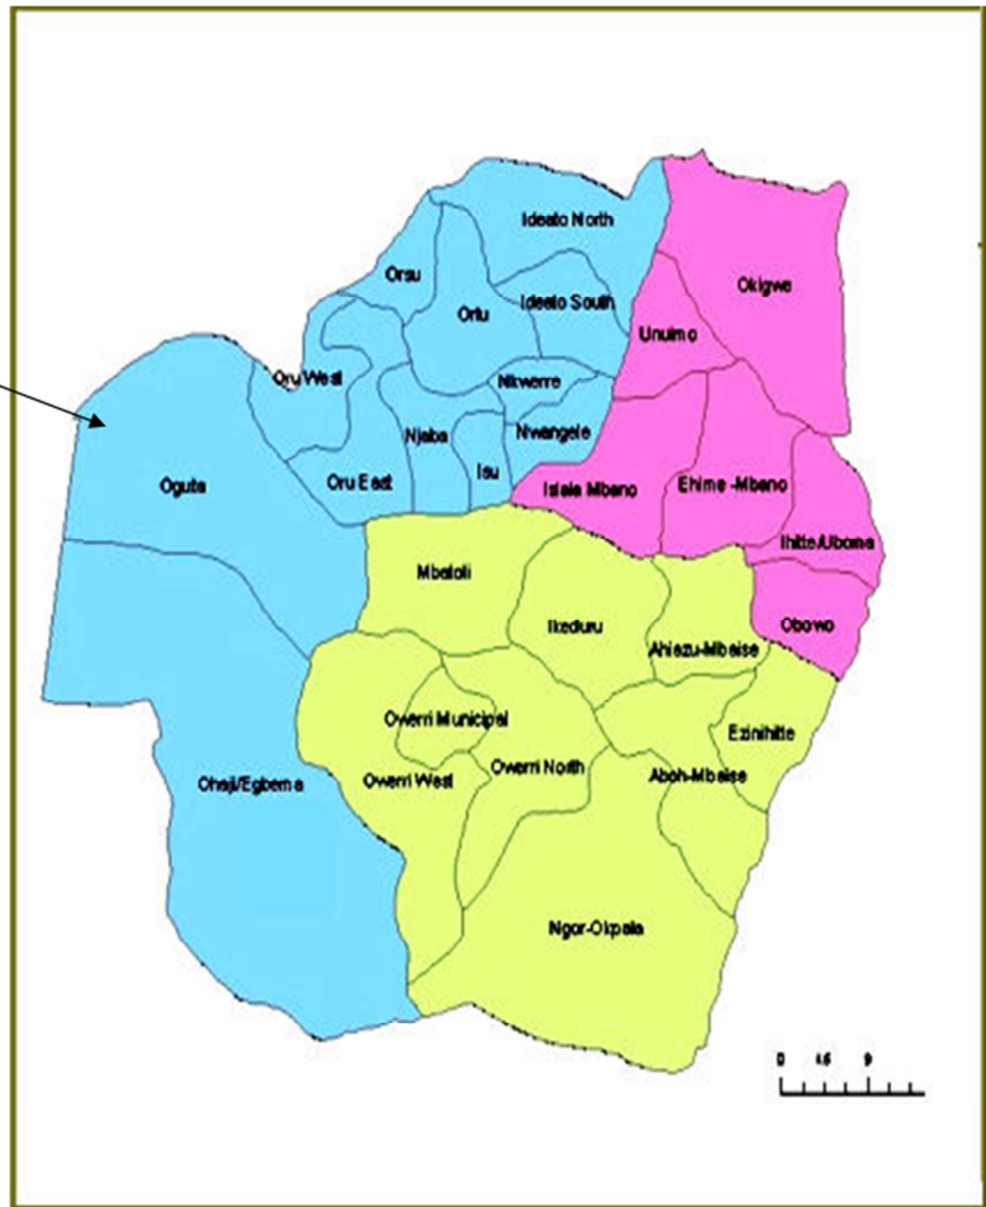 Ideato North
Orsu
Okigwe
Orlu
Ideato South
Unuimo
Oru West
Nkwerre
Njaba
Nwangele
Isu
Oguta
Oru East
Isiala Mbano
Ehime -Mbano
Ihitte/Uboma
Mbaitoli
Ikeduru
Obowo
Ahiazu-Mbaise
Owerri Municipal
Ezinihitte
Owerri North
Owerri West
Aboh-Mbaise
Ohaji/Egbema
Ngor-Okpala
0 4.5 9